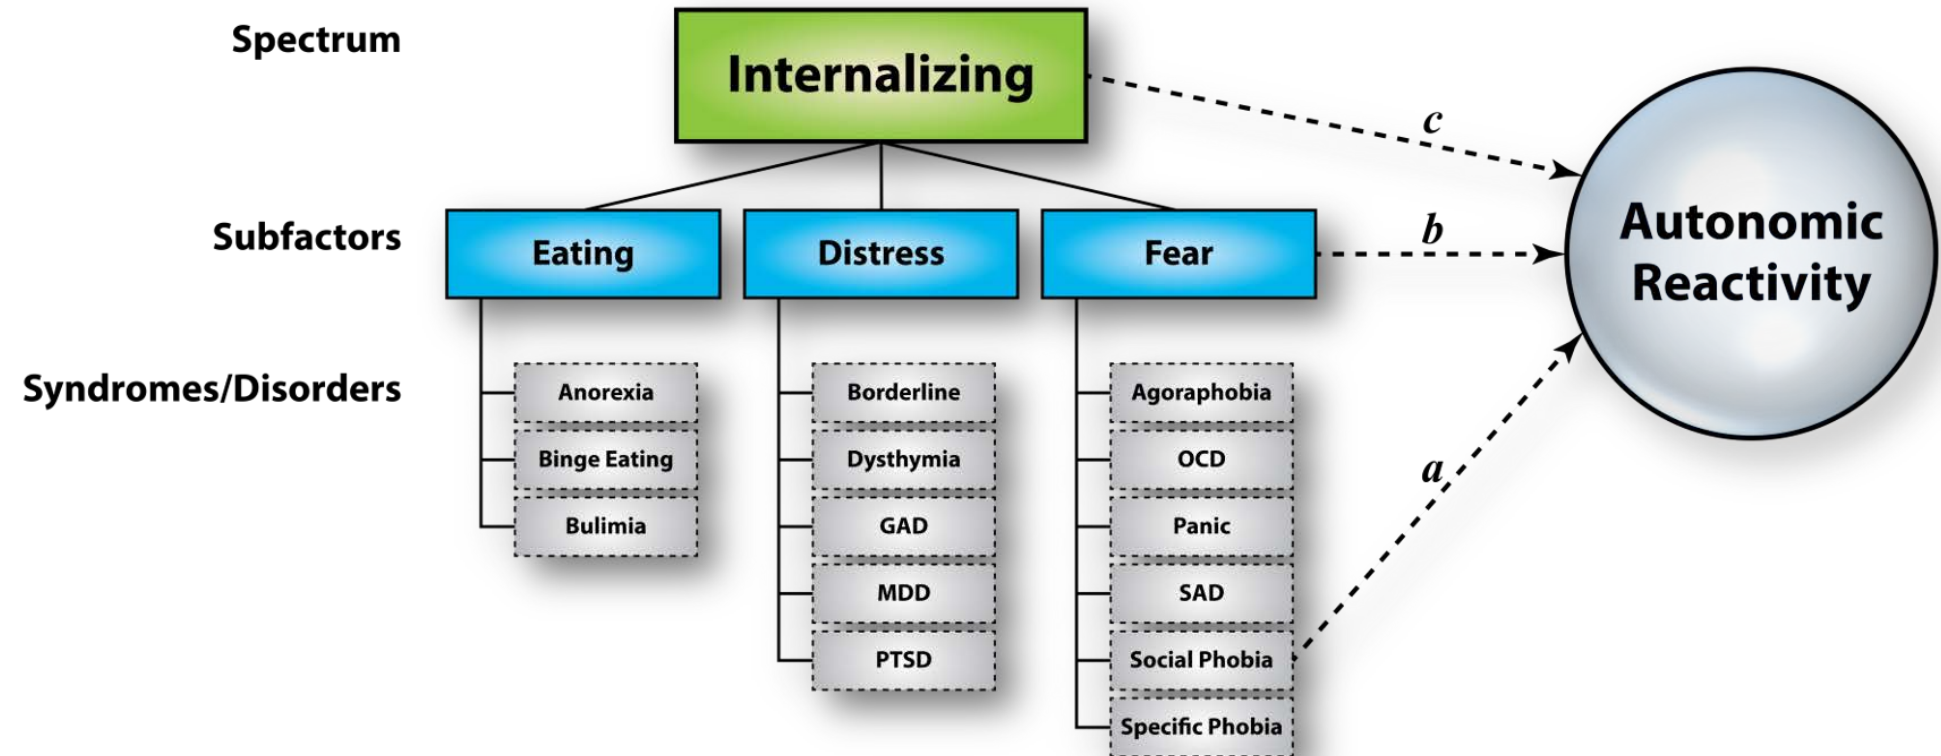 Spectrum
Internalizing
c
Autonomic
Reactivity
Subfactors
Eating
Distress
Fear
b
Syndromes/Disorders
Anorexia
Binge Eating
Bulimia
Borderline
Dysthymia
GAD
MDD
PTSD
Agoraphobia
OCD
Panic
SAD
Social Phobia
Specific Phobia
a